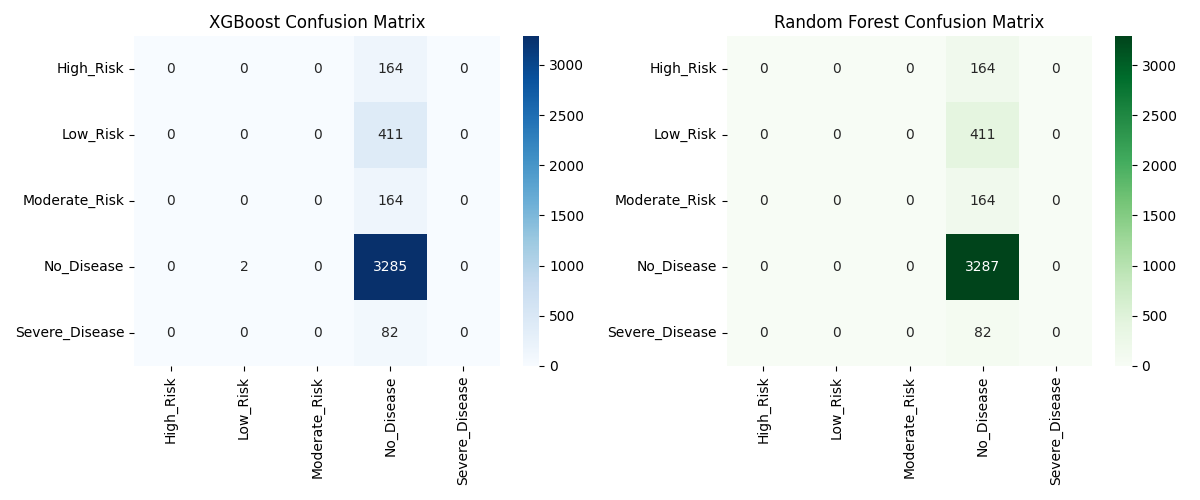 XGBoost Confusion Matrix
High_Risk 0 0 0 164 0
Low_Risk 0 0 0 411 0
Moderate_Risk 0 0 0 164 0
No_Disease 0 2 0 3285 0
Severe_Disease 0 0 0 82 0
High_Risk
Low_Risk
Moderate_Risk
No_Disease
Severe_Disease
3000
2500
2000
1500
1000
500
0
Random Forest Confusion Matrix
High_Risk 0 0 0 164 0
Low_Risk 0 0 0 411 0
Moderate_Risk 0 0 0 164 0
No_Disease 0 0 0 3287 0
Severe_Disease 0 0 0 82 0
High_Risk
Low_Risk
Moderate_Risk
No_Disease
Severe_Disease
3000
2500
2000
1500
1000
500
0